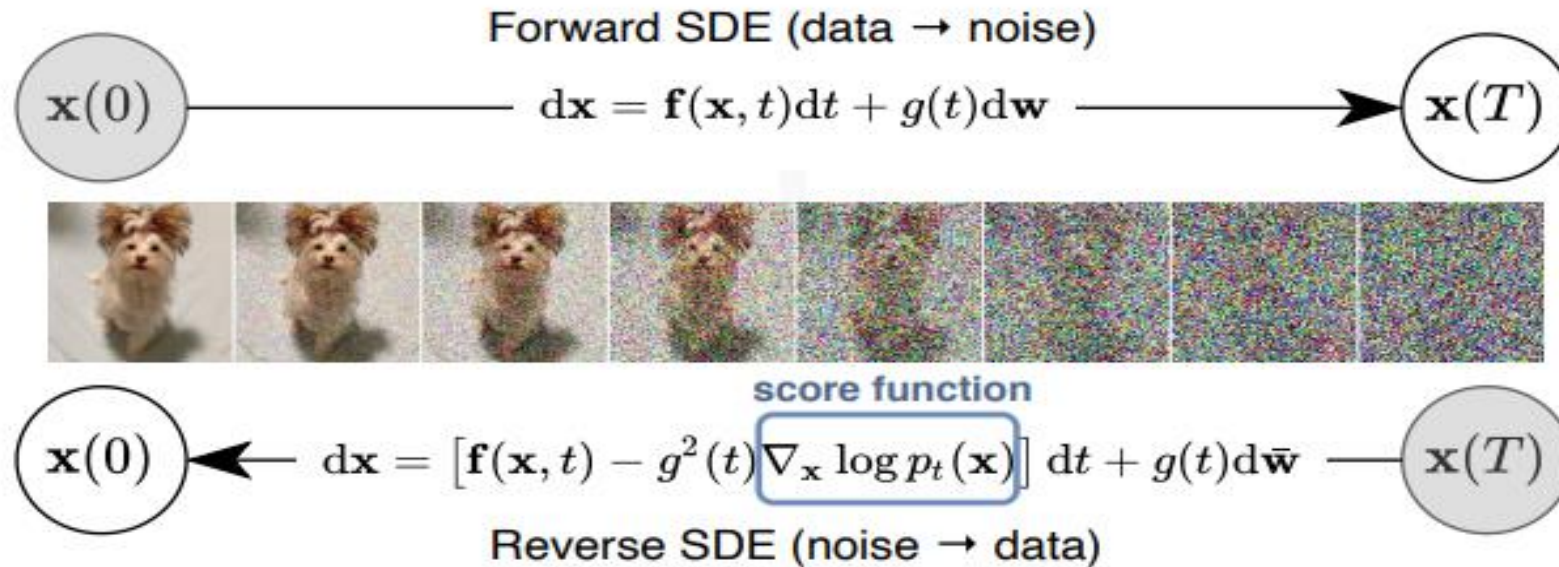 Forward SDE (data → noise)
x(0) dx = f(x, t)dt + g(t)dw x(T)
score function
x(0) dx = [f(x, t) − g²(t)∇ₓ log pₜ(x)] dt + g(t)dw̄ x(T)
Reverse SDE (noise → data)